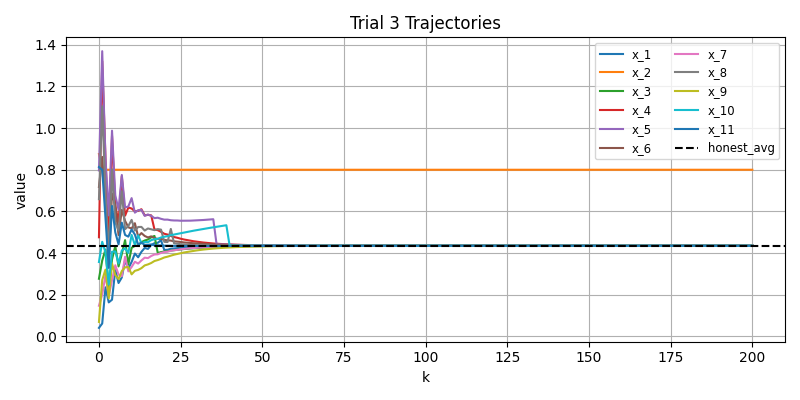 Trial 3 Trajectories
value
1.4
1.2
1.0
0.8
0.6
0.4
0.2
0.0
x_1
x_2
x_3
x_4
x_5
x_6
x_7
x_8
x_9
x_10
x_11
honest_avg
0 25 50 75 100 125 150 175 200
k